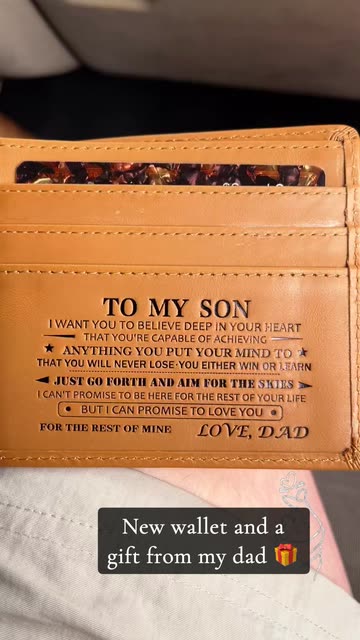 TO MY SON
I WANT YOU TO BELIEVE DEEP IN YOUR HEART
THAT YOU'RE CAPABLE OF ACHIEVING
ANYTHING YOU PUT YOUR MIND TO
THAT YOU WILL NEVER LOSE·YOU EITHER WIN OR LEARN
JUST GO FORTH AND AIM FOR THE SKIES
I CAN'T PROMISE TO BE HERE FOR THE REST OF YOUR LIFE
BUT I CAN PROMISE TO LOVE YOU
FOR THE REST OF MINE LOVE, DAD
New wallet and a
gift from my dad 🎁